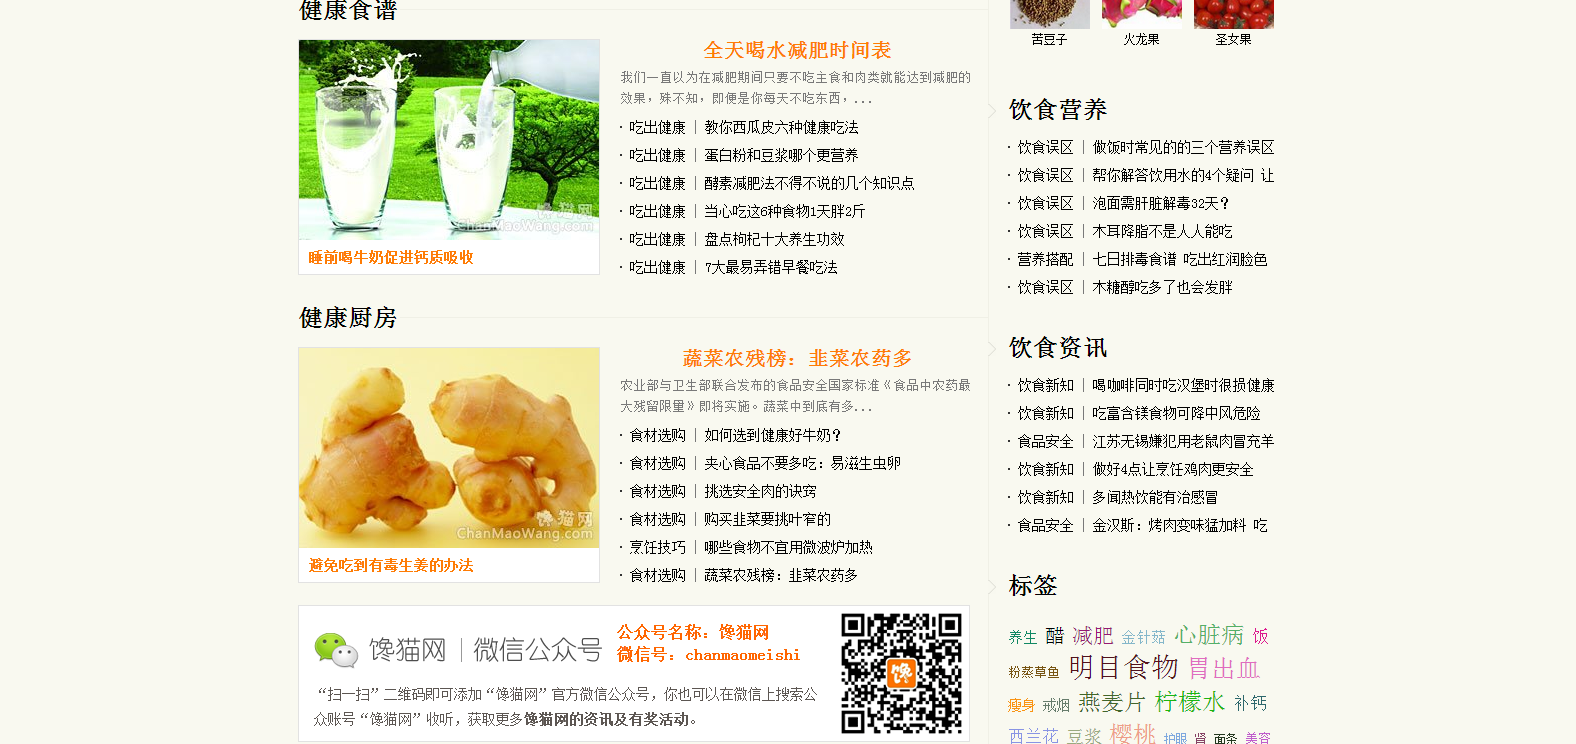 健康食谱
馋猫网
ChanMaoWang.com
睡前喝牛奶促进钙质吸收
全天喝水减肥时间表
我们一直以为在减肥期间只要不吃主食和肉类就能达到减肥的
效果，殊不知，即便是你每天不吃东西，...
· 吃出健康 | 教你西瓜皮六种健康吃法
· 吃出健康 | 蛋白粉和豆浆哪个更营养
· 吃出健康 | 酵素减肥法不得不说的几个知识点
· 吃出健康 | 当心吃这6种食物1天胖2斤
· 吃出健康 | 盘点枸杞十大养生功效
· 吃出健康 | 7大最易弄错早餐吃法
健康厨房
馋猫网
ChanMaoWang.com
避免吃到有毒生姜的办法
蔬菜农残榜：韭菜农药多
农业部与卫生部联合发布的食品安全国家标准《食品中农药最
大残留限量》即将实施。蔬菜中到底有多...
· 食材选购 | 如何选到健康好牛奶？
· 食材选购 | 夹心食品不要多吃：易滋生虫卵
· 食材选购 | 挑选安全肉的诀窍
· 食材选购 | 购买韭菜要挑叶窄的
· 烹饪技巧 | 哪些食物不宜用微波炉加热
· 食材选购 | 蔬菜农残榜：韭菜农药多
馋猫网 | 微信公众号
公众号名称：馋猫网
微信号：chanmaomeishi
“扫一扫”二维码即可添加“馋猫网”官方微信公众号，你也可以在微信上搜索公
众账号“馋猫网”收听，获取更多馋猫网的资讯及有奖活动。
馋
苦豆子 火龙果 圣女果
饮食营养
· 饮食误区 | 做饭时常见的的三个营养误区
· 饮食误区 | 帮你解答饮用水的4个疑问 让
· 饮食误区 | 泡面需肝脏解毒32天？
· 饮食误区 | 木耳降脂不是人人能吃
· 营养搭配 | 七日排毒食谱 吃出红润脸色
· 饮食误区 | 木糖醇吃多了也会发胖
饮食资讯
· 饮食新知 | 喝咖啡同时吃汉堡时很损健康
· 饮食新知 | 吃富含镁食物可降中风危险
· 食品安全 | 江苏无锡嫌犯用老鼠肉冒充羊
· 饮食新知 | 做好4点让烹饪鸡肉更安全
· 饮食新知 | 多闻热饮能有治感冒
· 食品安全 | 金汉斯：烤肉变味猛加料 吃
标签
养生 醋 减肥 金针菇 心脏病 饭
粉蒸草鱼 明目食物 胃出血
瘦身 戒烟 燕麦片 柠檬水 补钙
西兰花 豆浆 樱桃 护眼 肾 面条 美容